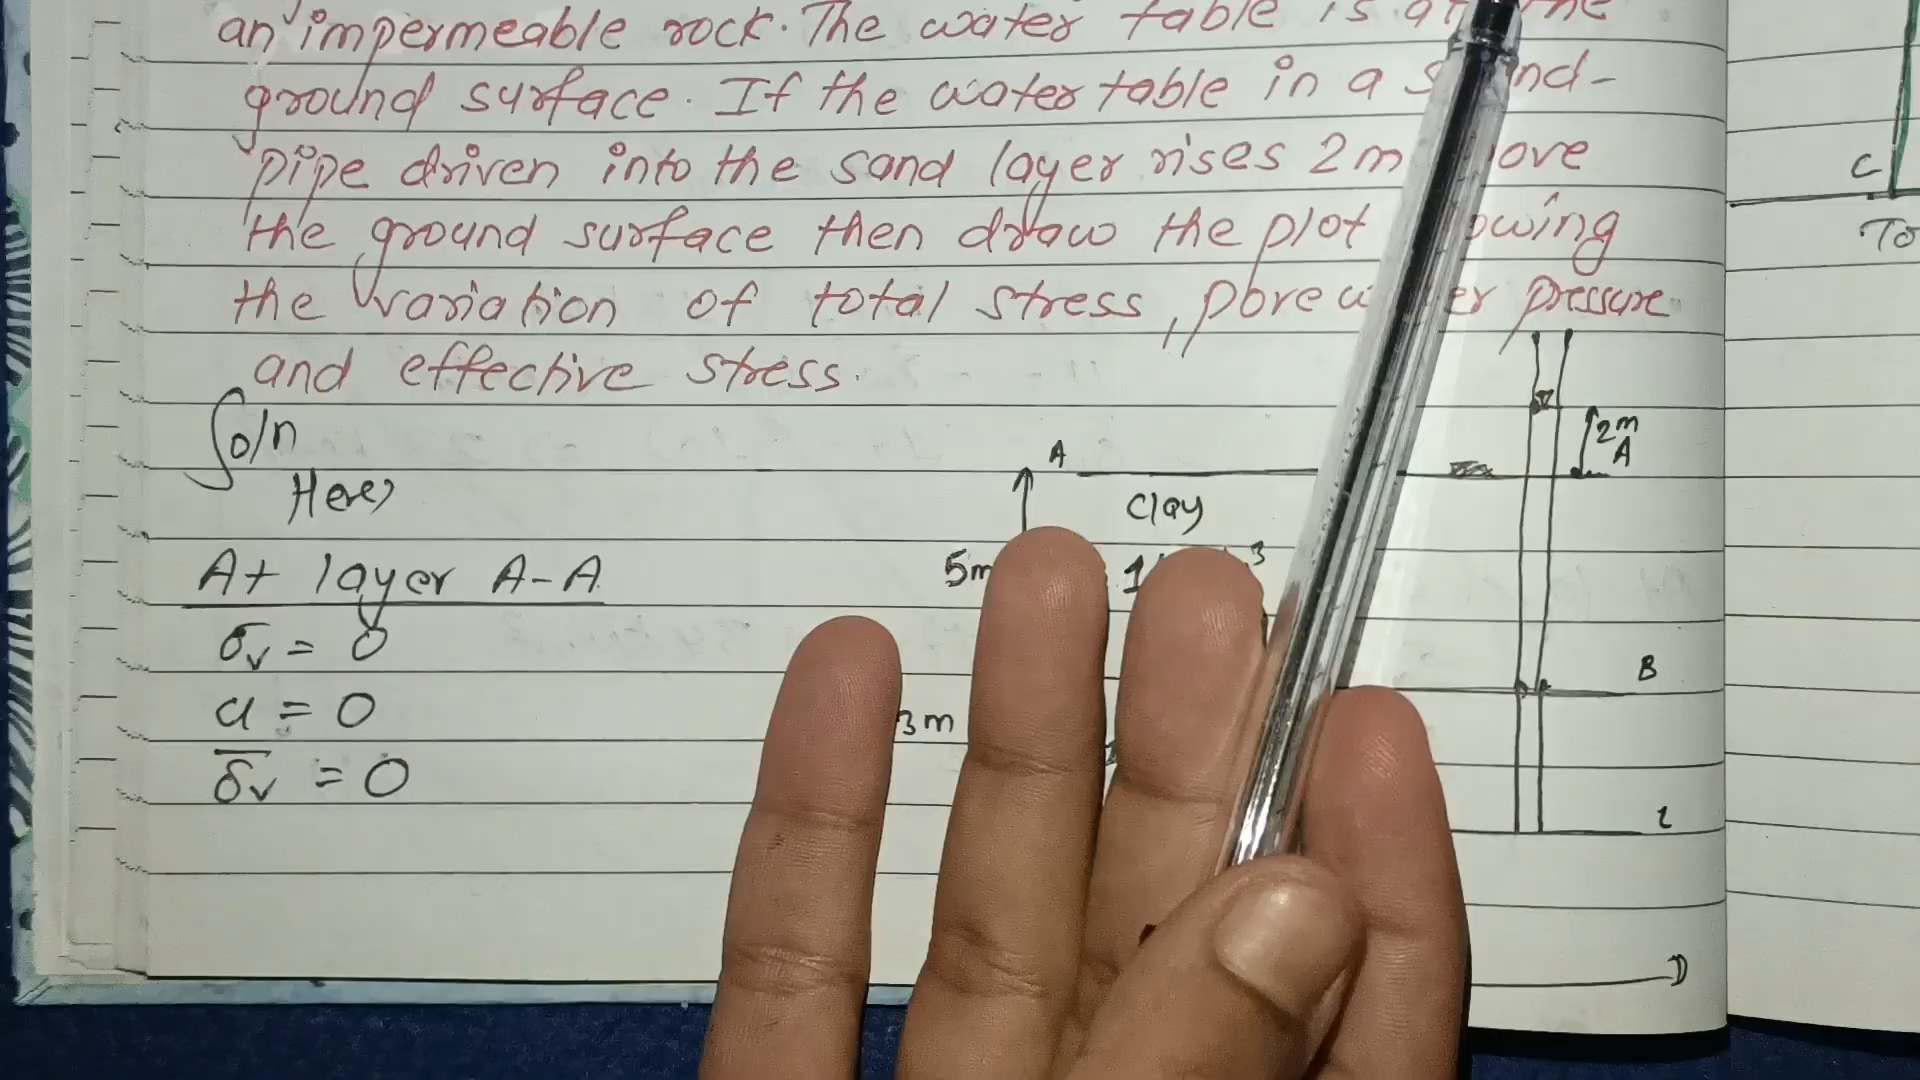 an impermeable rock. The water table is at the
ground surface. If the water table in a
pipe driven into the sand layer rises 2m
the ground surface then draw the plot
the variation of total stress, pore pressure
and effective stress.
Soln
Here,
2m
A
A
Clay
C
To
At layer A-A
5m
3
σv = 0
B
u = 0
3m
σ̅v̅ = 0
D